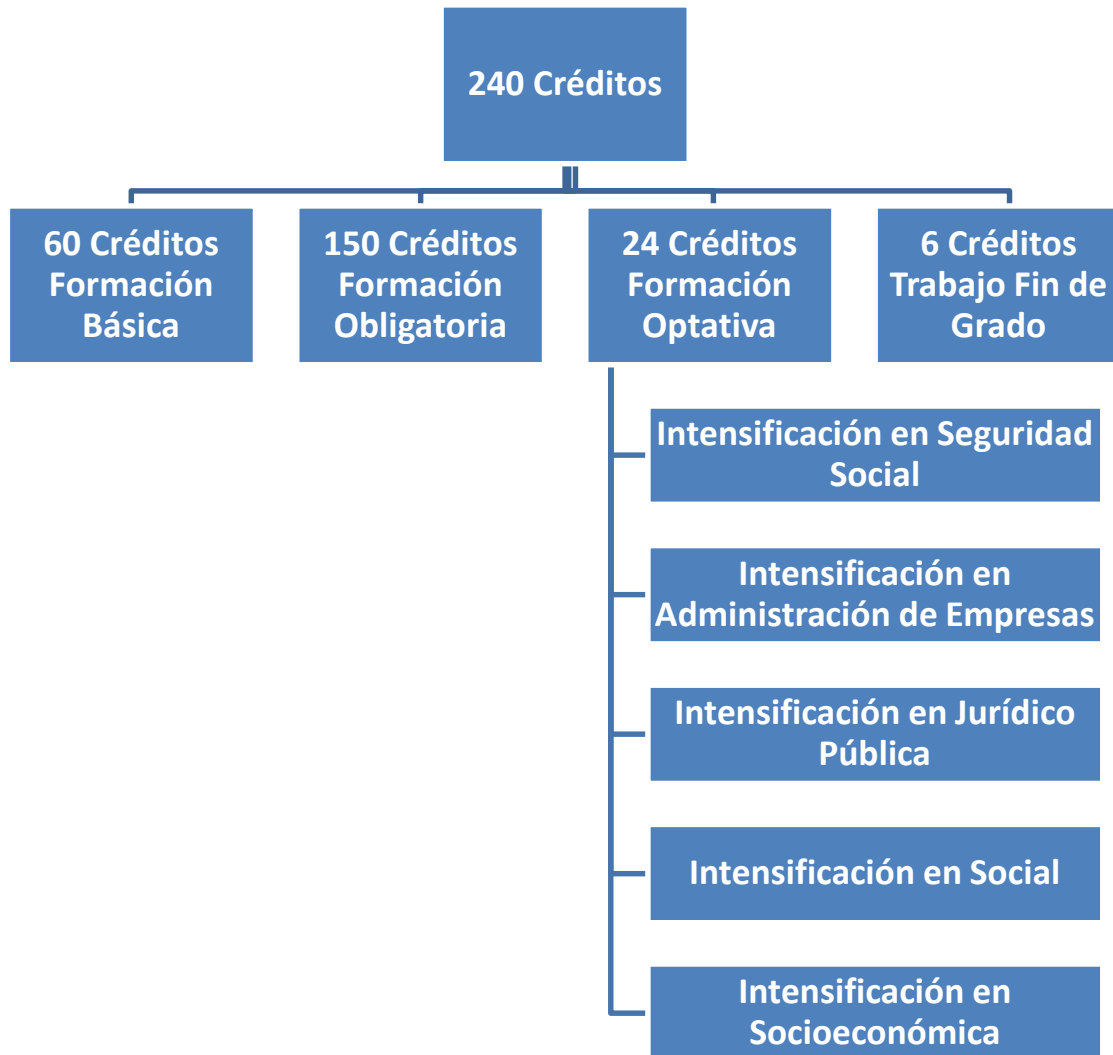 240 Créditos
60 Créditos
Formación
Básica
150 Créditos
Formación
Obligatoria
24 Créditos
Formación
Optativa
6 Créditos
Trabajo Fin de
Grado
Intensificación en Seguridad
Social
Intensificación en
Administración de Empresas
Intensificación en Jurídico
Pública
Intensificación en Social
Intensificación en
Socioeconómica